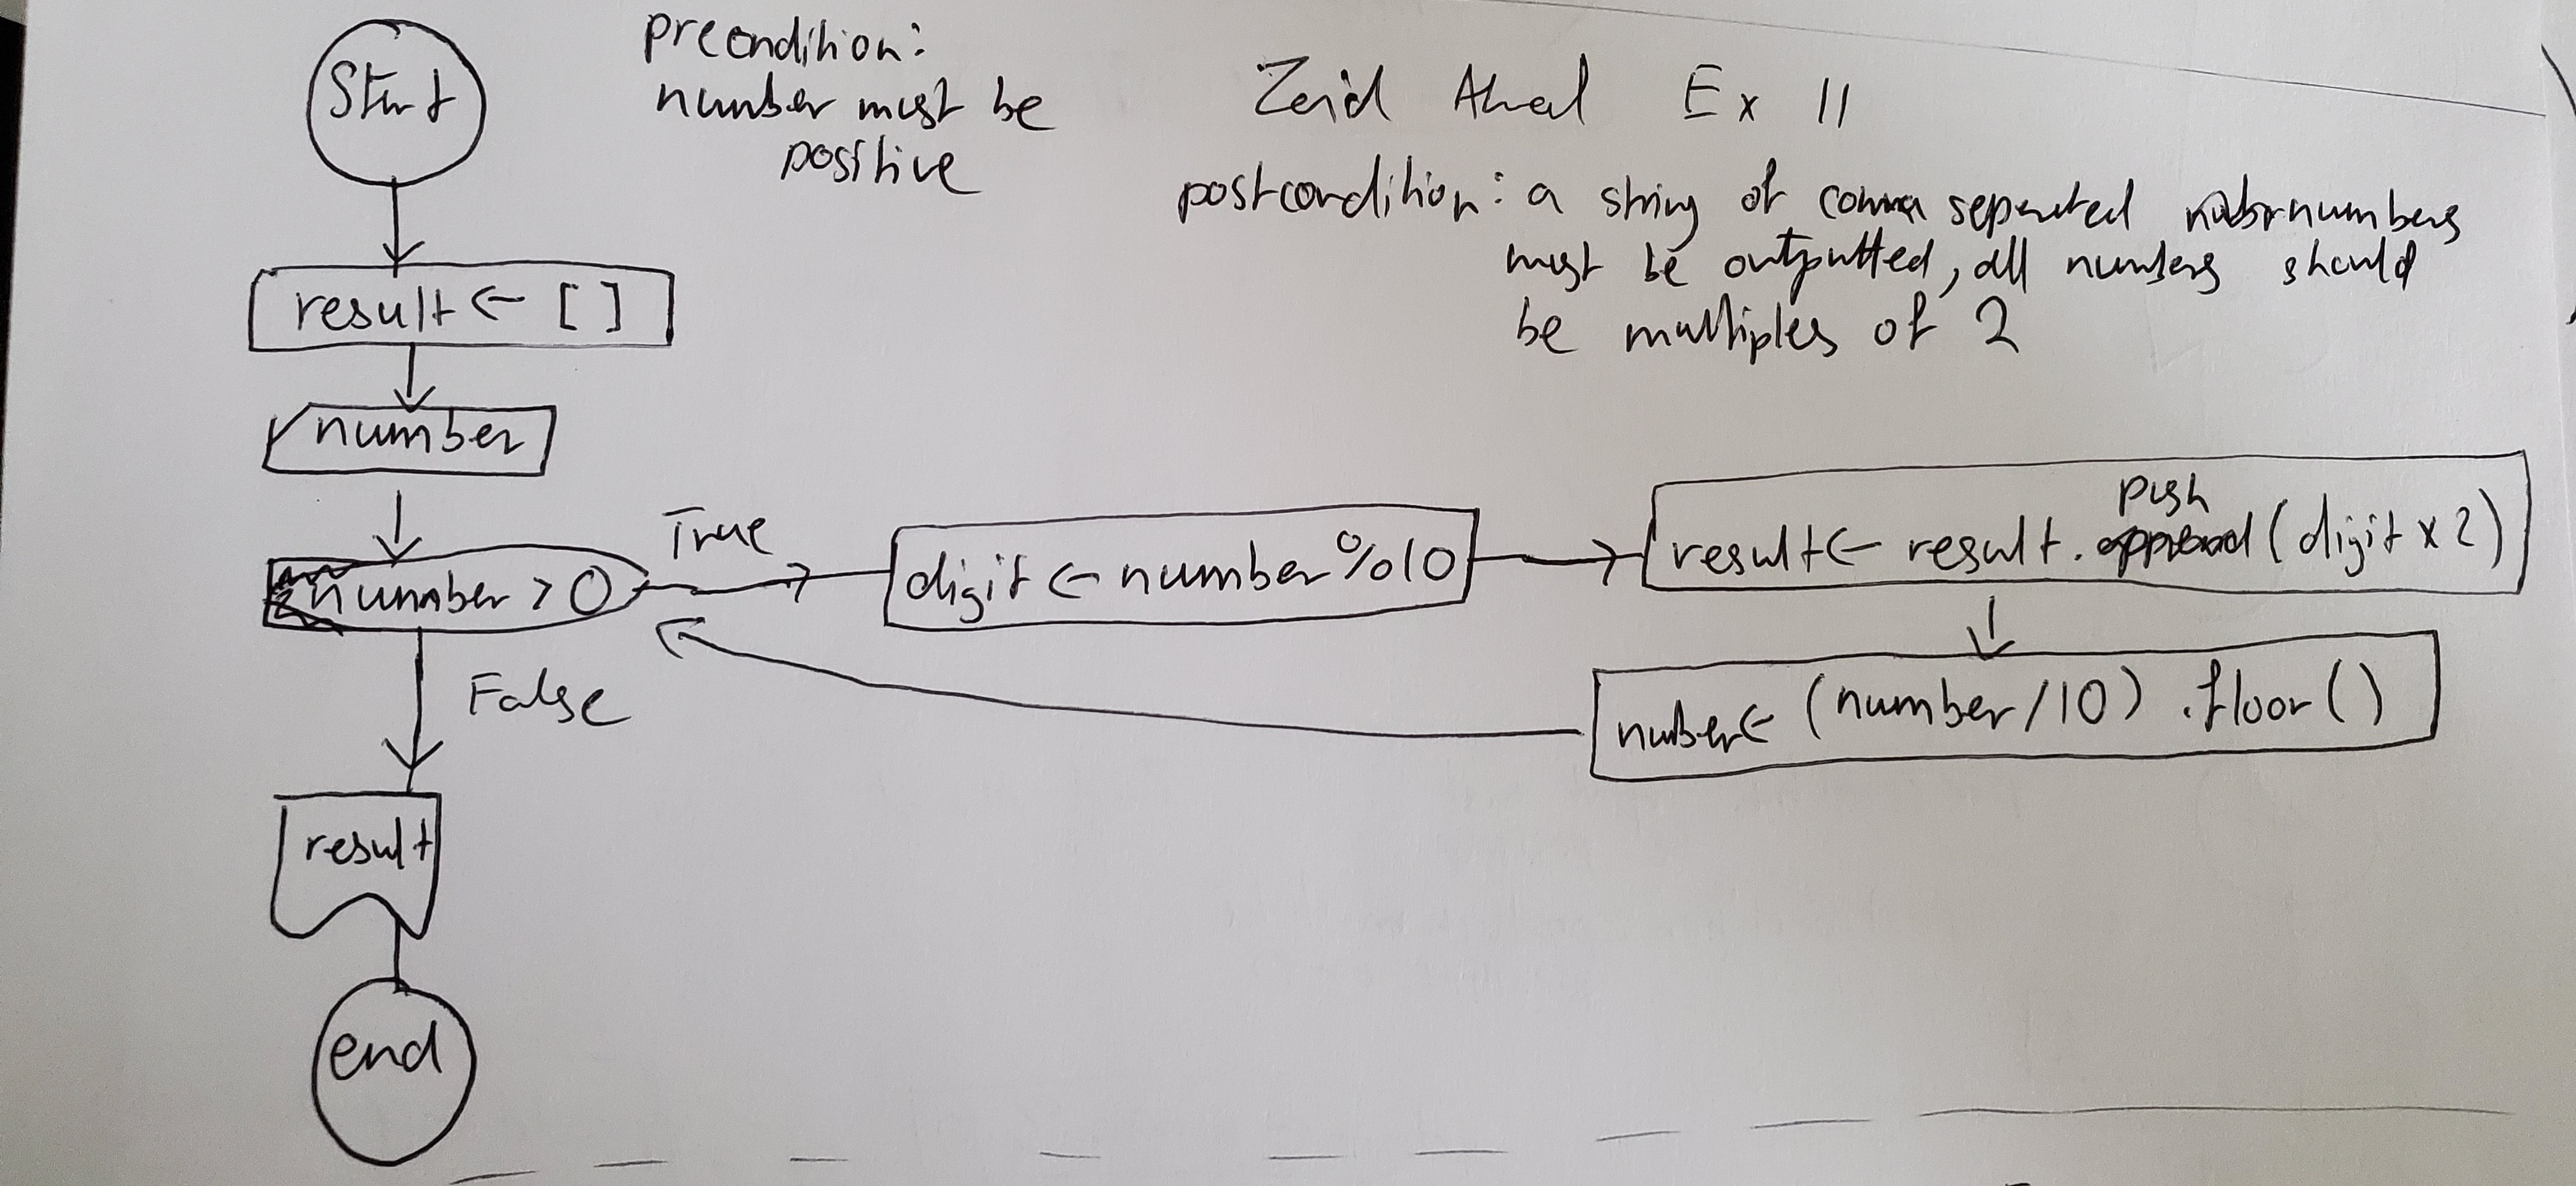 Start
precondition:
number must be
positive
Zeid Ex 11
postcondition: a string of comma seperated numbers
must be outputted, all numbers should
be multiples of 2
result ← [ ]
number
number > 0
True
digit ← number % 10
push
result ← result. append (digit x 2)
number ← (number / 10) .floor ( )
False
result
end